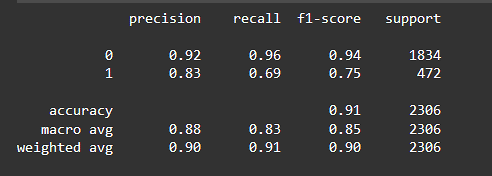 precision recall f1-score support
0 0.92 0.96 0.94 1834
1 0.83 0.69 0.75 472
accuracy 0.91 2306
macro avg 0.88 0.83 0.85 2306
weighted avg 0.90 0.91 0.90 2306